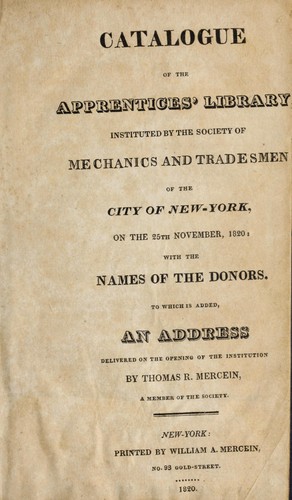 CATALOGUE
OF THE
APPRENTICES' LIBRARY
INSTITUTED BY THE SOCIETY OF
MECHANICS AND TRADESMEN
OF THE
CITY OF NEW-YORK,
ON THE 25TH NOVEMBER, 1820:
WITH THE
NAMES OF THE DONORS.
TO WHICH IS ADDED,
AN ADDRESS
DELIVERED ON THE OPENING OF THE INSTITUTION
BY THOMAS R. MERCEIN,
A MEMBER OF THE SOCIETY.
NEW-YORK:
PRINTED BY WILLIAM A. MERCEIN,
NO. 93 GOLD-STREET.
........
1820.